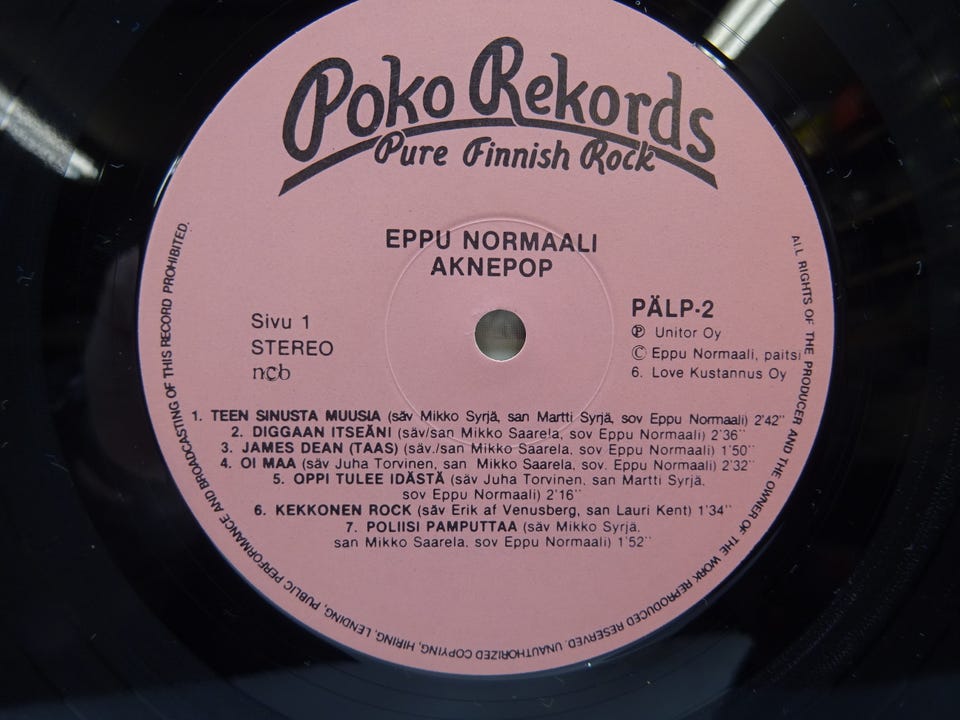 Poko Rekords
Pure Finnish Rock
EPPU NORMAALI
AKNEPOP
Sivu 1
STEREO
ncb
PÄLP-2
Ⓟ Unitor Oy
Ⓒ Eppu Normaali, paitsi
6. Love Kustannus Oy
1. TEEN SINUSTA MUUSIA (säv Mikko Syrjä, san Martti Syrjä, sov Eppu Normaali) 2'42''
2. DIGGAAN ITSEÄNI (säv/san Mikko Saarela, sov Eppu Normaali) 2'36''
3. JAMES DEAN (TAAS) (säv./san Mikko Saarela, sov Eppu Normaali) 1'50''
4. OI MAA (säv Juha Torvinen, san Mikko Saarela, sov. Eppu Normaali) 2'32''
5. OPPI TULEE IDÄSTÄ (säv Juha Torvinen, san Martti Syrjä,
sov Eppu Normaali) 2'16''
6. KEKKONEN ROCK (säv Erik af Venusberg, san Lauri Kent) 1'34''
7. POLIISI PAMPUTTAA (säv Mikko Syrjä,
san Mikko Saarela, sov Eppu Normaali) 1'52''
ALL RIGHTS OF THE PRODUCER AND THE OWNER OF THE WORK REPRODUCED RESERVED. UNAUTHORIZED COPYING, HIRING, LENDING, PUBLIC PERFORMANCE AND BROADCASTING OF THIS RECORD PROHIBITED.